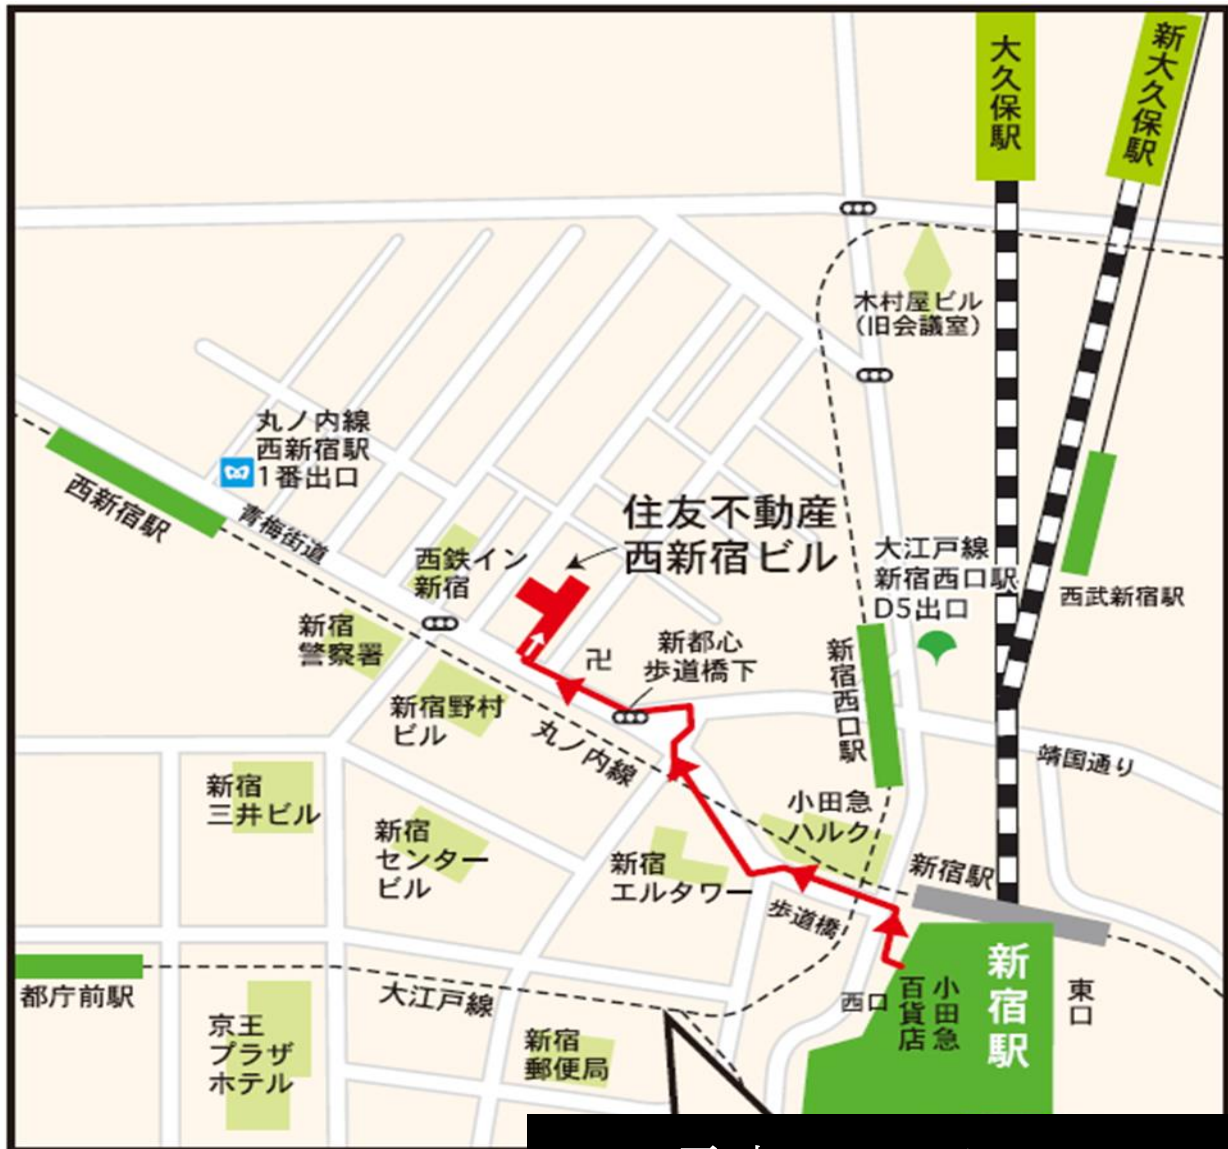 大久保駅
新大久保駅
木村屋ビル
（旧会議室）
丸ノ内線
西新宿駅
1番出口
西新宿駅
青梅街道
西鉄イン
新宿
住友不動産
西新宿ビル
大江戸線
新宿西口駅
D5出口
西武新宿駅
新宿
警察署
卍
新都心
歩道橋下
新宿西口駅
新宿野村
ビル
丸ノ内線
靖国通り
新宿
三井ビル
小田急
ハルク
新宿
センター
ビル
新宿
エルタワー
新宿駅
歩道橋
都庁前駅
大江戸線
西口
小田急
百貨店
新宿駅
東口
京王
プラザ
ホテル
新宿
郵便局